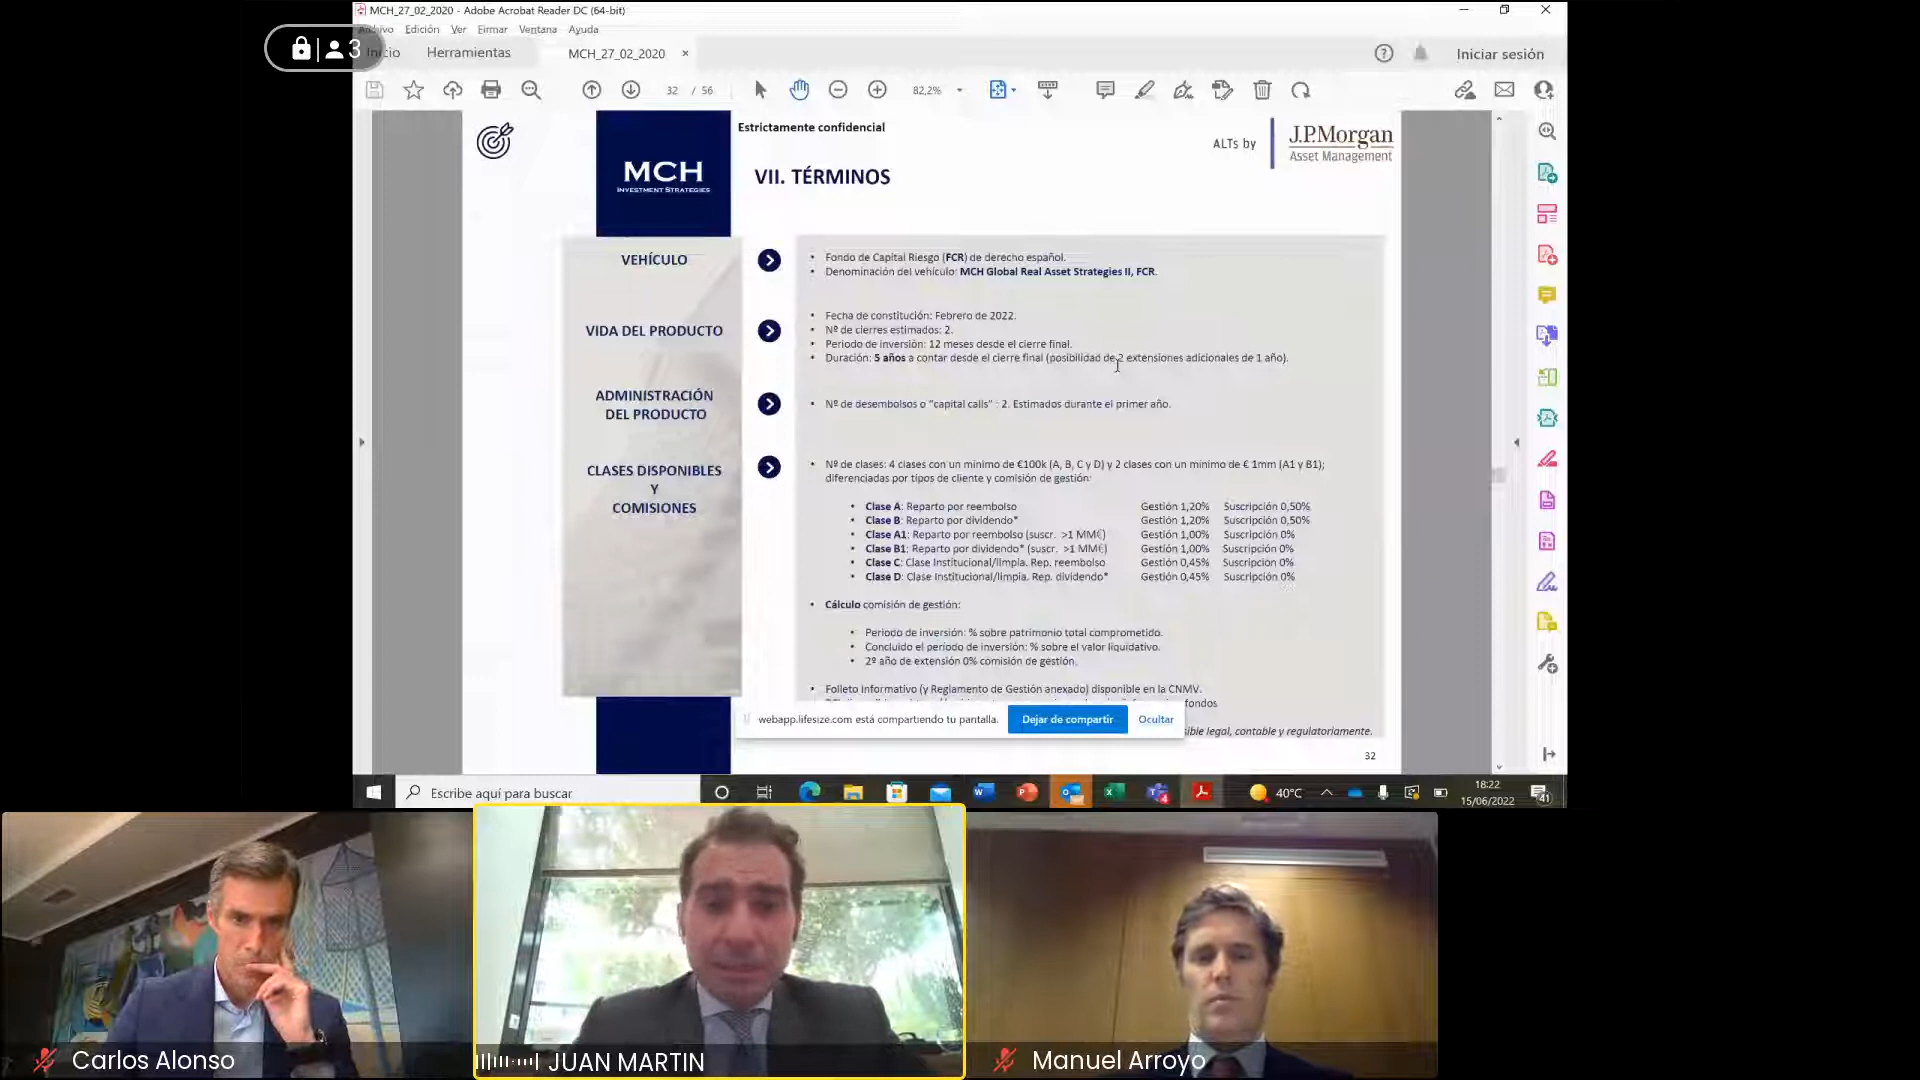 MCH_27_02_2020 - Adobe Acrobat Reader DC (64-bit)
Archivo Edición Ver Firmar Ventana Ayuda
3
Inicio Herramientas MCH_27_02_2020 × Iniciar sesión
32 / 56 82,2%
Estrictamente confidencial
MCH
INVESTMENT STRATEGIES
ALTs by
J.P.Morgan
Asset Management
VII. TÉRMINOS
VEHÍCULO
• Fondo de Capital Riesgo (FCR) de derecho español.
• Denominación del vehículo: MCH Global Real Asset Strategies II, FCR.
VIDA DEL PRODUCTO
• Fecha de constitución: Febrero de 2022.
• Nº de cierres estimados: 2.
• Periodo de inversión: 12 meses desde el cierre final.
• Duración: 5 años a contar desde el cierre final (posibilidad de 2 extensiones adicionales de 1 año).
ADMINISTRACIÓN
DEL PRODUCTO
• Nº de desembolsos o “capital calls” : 2. Estimados durante el primer año.
CLASES DISPONIBLES
Y
COMISIONES
• Nº de clases: 4 clases con un mínimo de €100k (A, B, C y D) y 2 clases con un mínimo de € 1mm (A1 y B1);
diferenciadas por tipos de cliente y comisión de gestión:
• Clase A: Reparto por reembolso Gestión 1,20% Suscripción 0,50%
• Clase B: Reparto por dividendo* Gestión 1,20% Suscripción 0,50%
• Clase A1: Reparto por reembolso (suscr. >1 MM€) Gestión 1,00% Suscripción 0%
• Clase B1: Reparto por dividendo* (suscr. >1 MM€) Gestión 1,00% Suscripción 0%
• Clase C: Clase Institucional/limpia. Rep. reembolso Gestión 0,45% Suscripción 0%
• Clase D: Clase Institucional/limpia. Rep. dividendo* Gestión 0,45% Suscripción 0%
• Cálculo comisión de gestión:
• Periodo de inversión: % sobre patrimonio total comprometido.
• Concluido el periodo de inversión: % sobre el valor liquidativo.
• 2º año de extensión 0% comisión de gestión.
• Folleto Informativo (y Reglamento de Gestión anexado) disponible en la CNMV.
fondos
webapp.lifesize.com está compartiendo tu pantalla. Dejar de compartir Ocultar
sible legal, contable y regulatoriamente.
32
Escribe aquí para buscar
40°C
18:22
15/06/2022
41
Carlos Alonso
JUAN MARTIN
Manuel Arroyo